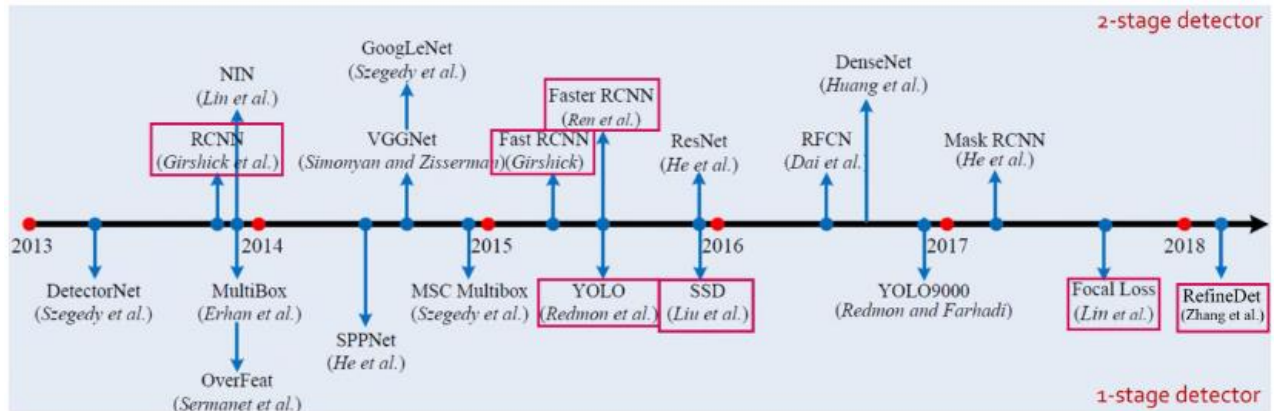 2-stage detector
GoogLeNet
(Szegedy et al.)
NIN
(Lin et al.)
DenseNet
(Huang et al.)
Faster RCNN
(Ren et al.)
RCNN
(Girshick et al.)
VGGNet
(Simonyan and Zisserman)
Fast RCNN
(Girshick)
ResNet
(He et al.)
RFCN
(Dai et al.)
Mask RCNN
(He et al.)
2013
2014
2015
2016
2017
2018
DetectorNet
(Szegedy et al.)
MultiBox
(Erhan et al.)
MSC Multibox
(Szegedy et al.)
YOLO
(Redmon et al.)
SSD
(Liu et al.)
YOLO9000
(Redmon and Farhadi)
Focal Loss
(Lin et al.)
RefineDet
(Zhang et al.)
SPPNet
(He et al.)
OverFeat
(Sermanet et al.)
1-stage detector